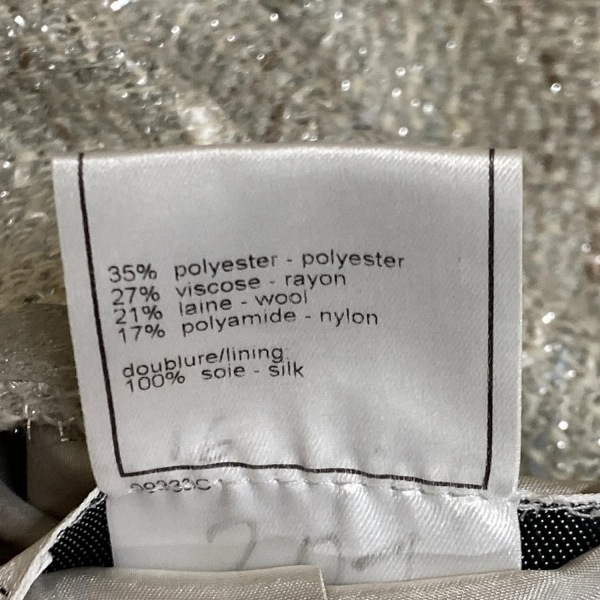 35% polyester - polyester
27% viscose - rayon
21% laine - wool
17% polyamide - nylon
doublure/lining:
100% soie - silk